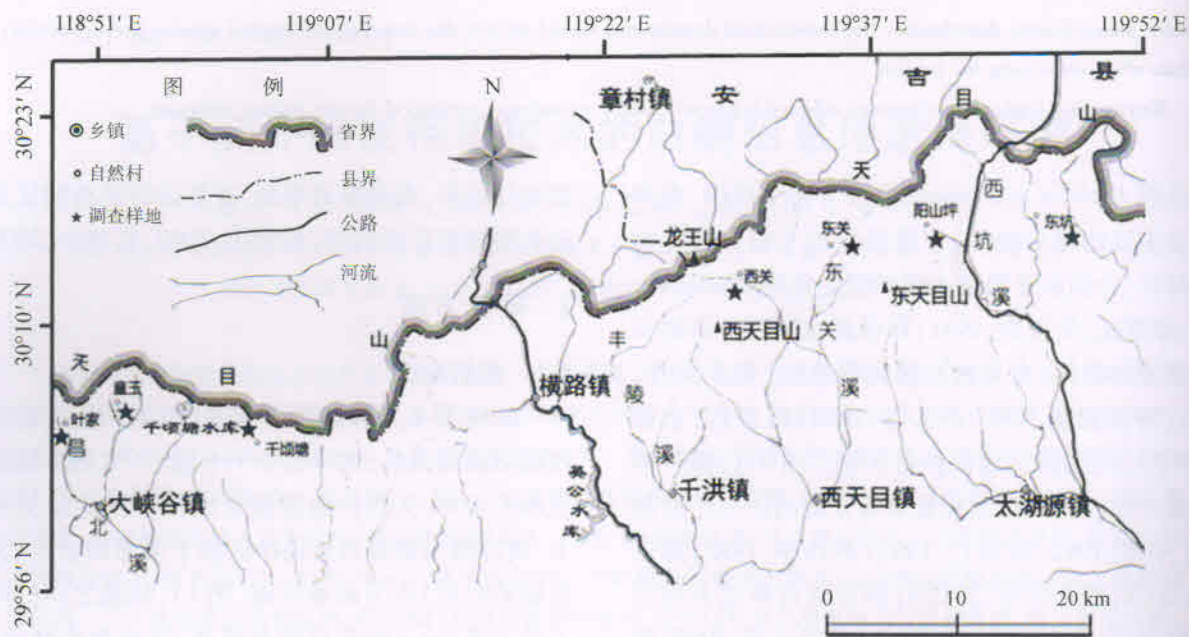 118°51′ E 119°07′ E 119°22′ E 119°37′ E 119°52′ E
30°23′ N
30°10′ N
29°56′ N
图 例
乡镇
自然村
调查样地
省界
县界
公路
河流
N
章村镇
安 吉 县
天 目 山
龙王山
西关
西天目山
东关
阳山坪
东坑
东天目山
西坑溪
东关溪
丰陵溪
天 目 山
童玉
叶家
千顷塘水库
千顷塘
昌北溪
大峡谷镇
横路镇
水库
千洪镇
西天目镇
太湖源镇
0 10 20 km